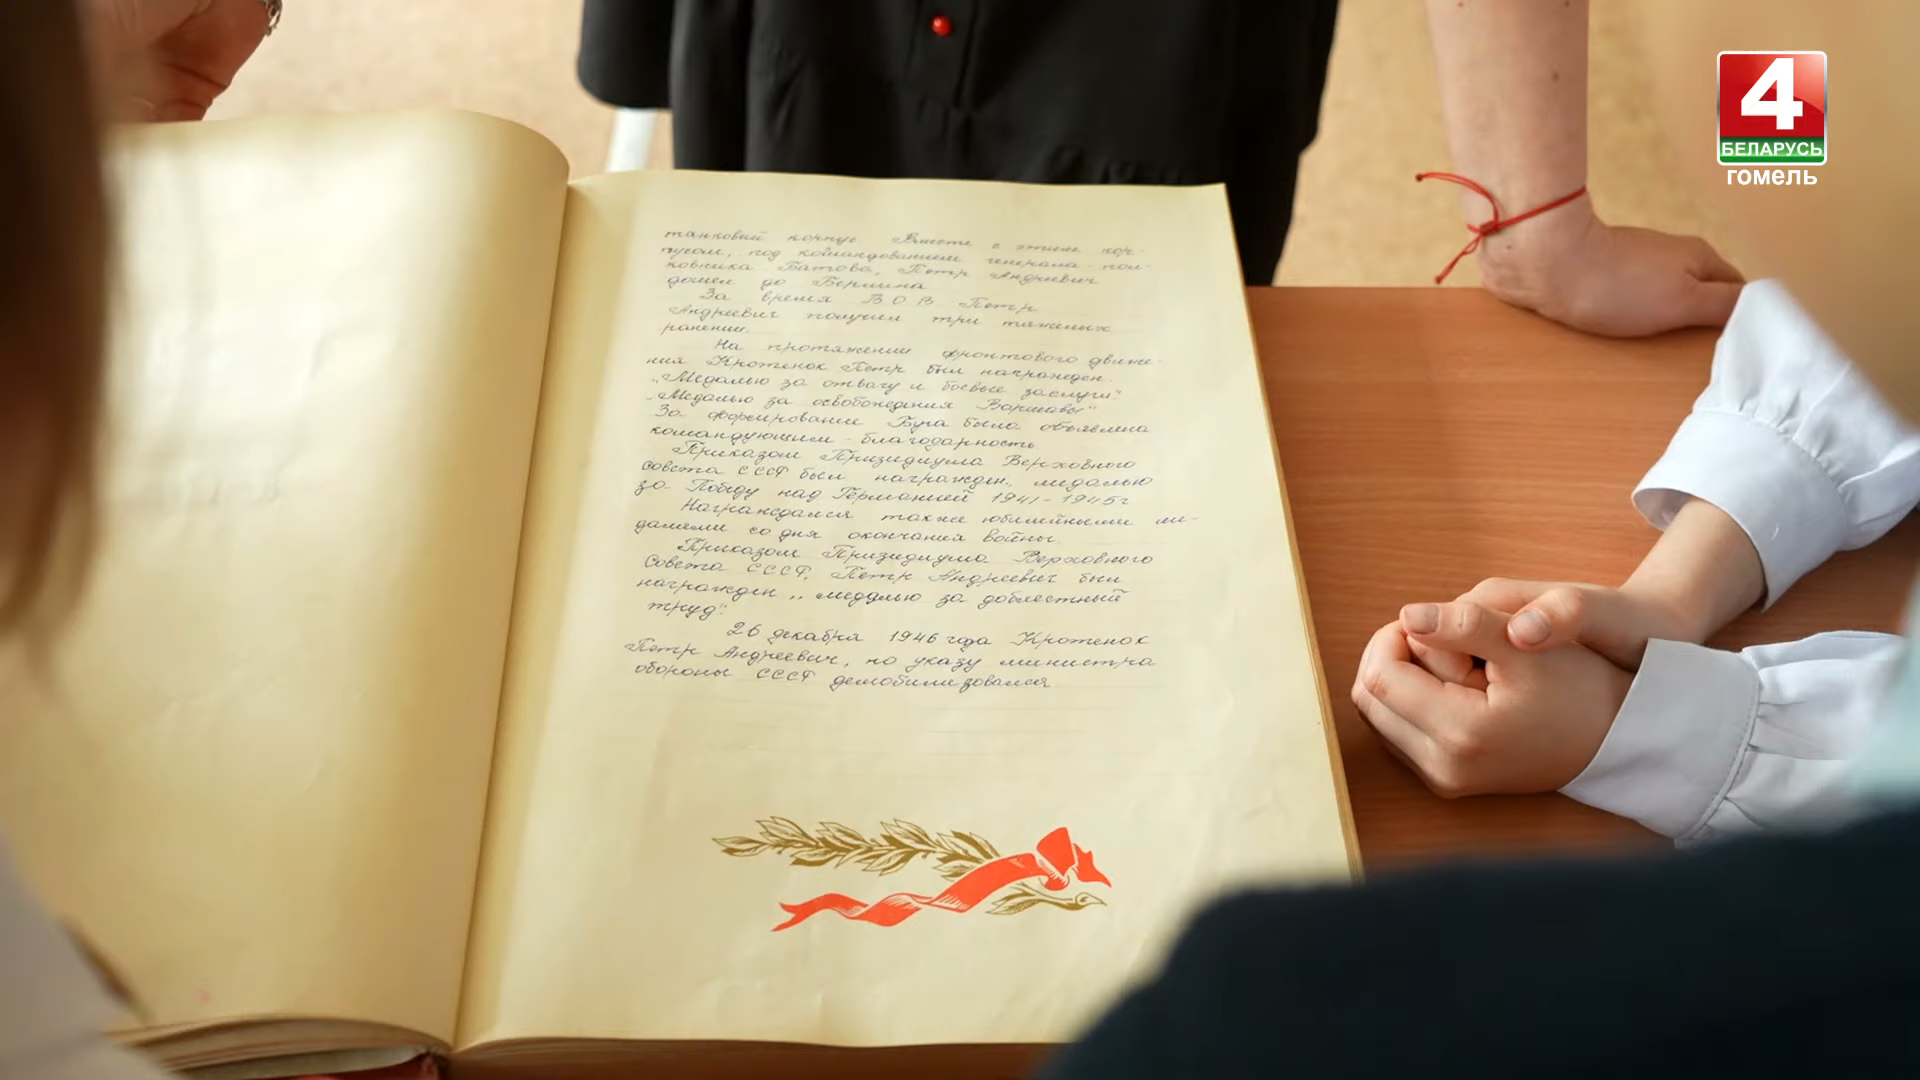 танковый корпус Вместе с этим кор-
пусом, под командованием генерала-пол-
ковника Батова, Петр Андреевич
дошел до Берлина
За время ВОВ Петр
Андреевич получил три тяжелых
ранения.
На протяжении фронтового движе-
ния Кротенок Петр был награжден.
„Медалью за отвагу и боевые заслуги"
„Медалью за освобождения Варшавы"
За форсирование Буга была объявлена
командующим - благодарность
Приказом Призидиума Верховного
Совета СССР был награжден, медалью
за Победу над Германией 1941-1945г
Награждался также юбилейными ме-
далями со дня окончания войны.
Приказом Призидиума Верховного
Совета СССР, Петр Андреевич был
награжден „медалью за доблестный
труд".
26 декабря 1946 года Кротенок
Петр Андреевич, по указу министра
обороны СССР демобилизовался
4
БЕЛАРУСЬ
гомель